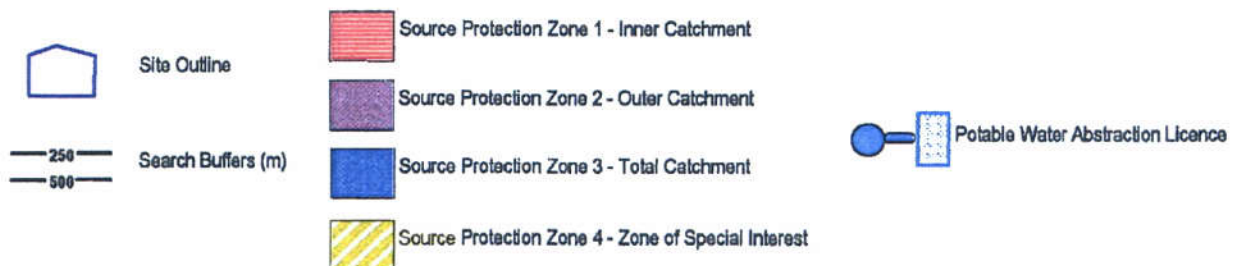 Site Outline
250
500
Search Buffers (m)
Source Protection Zone 1 - Inner Catchment
Source Protection Zone 2 - Outer Catchment
Source Protection Zone 3 - Total Catchment
Source Protection Zone 4 - Zone of Special Interest
Potable Water Abstraction Licence